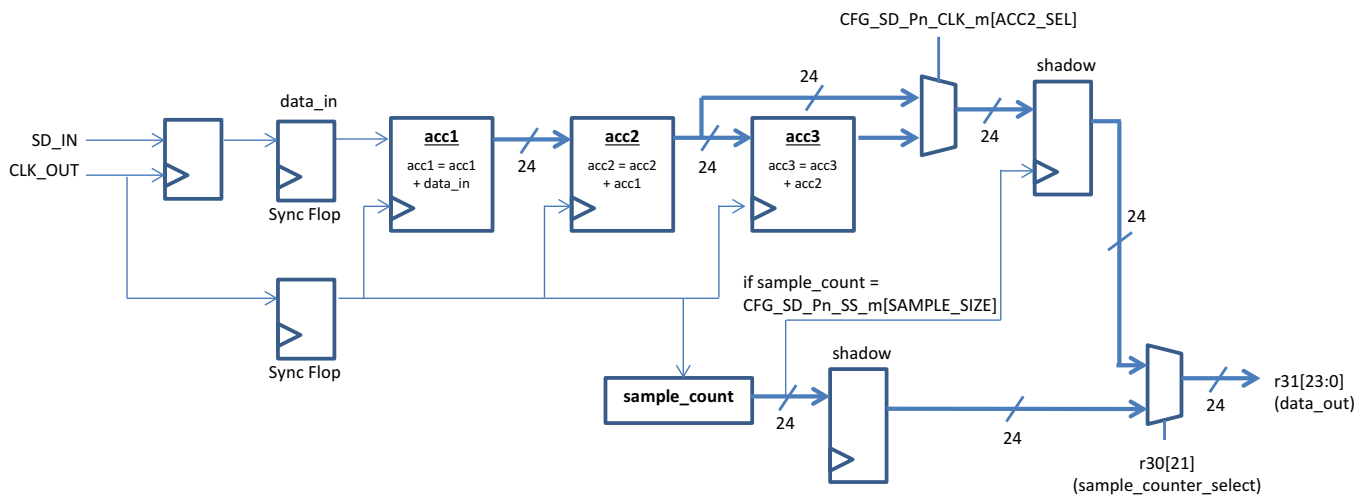 CFG_SD_Pn_CLK_m[ACC2_SEL]
shadow
24
24
data_in
SD_IN
CLK_OUT
acc1
acc1 = acc1
+ data_in
24
acc2
acc2 = acc2
+ acc1
24
acc3
acc3 = acc3
+ acc2
Sync Flop
24
if sample_count =
CFG_SD_Pn_SS_m[SAMPLE_SIZE]
Sync Flop
shadow
sample_count
24
24
24
r31[23:0]
(data_out)
r30[21]
(sample_counter_select)